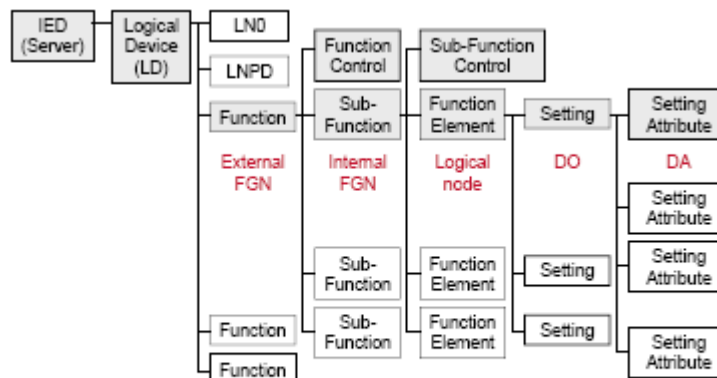 IED
(Server)
Logical
Device
(LD)
LN0
LNPD
Function
Control
Sub-Function
Control
Function
Sub-
Function
Function
Element
Setting
Setting
Attribute
External
FGN
Internal
FGN
Logical
node
DO
DA
Setting
Attribute
Sub-
Function
Function
Element
Setting
Setting
Attribute
Function
Sub-
Function
Function
Element
Setting
Setting
Attribute
Function